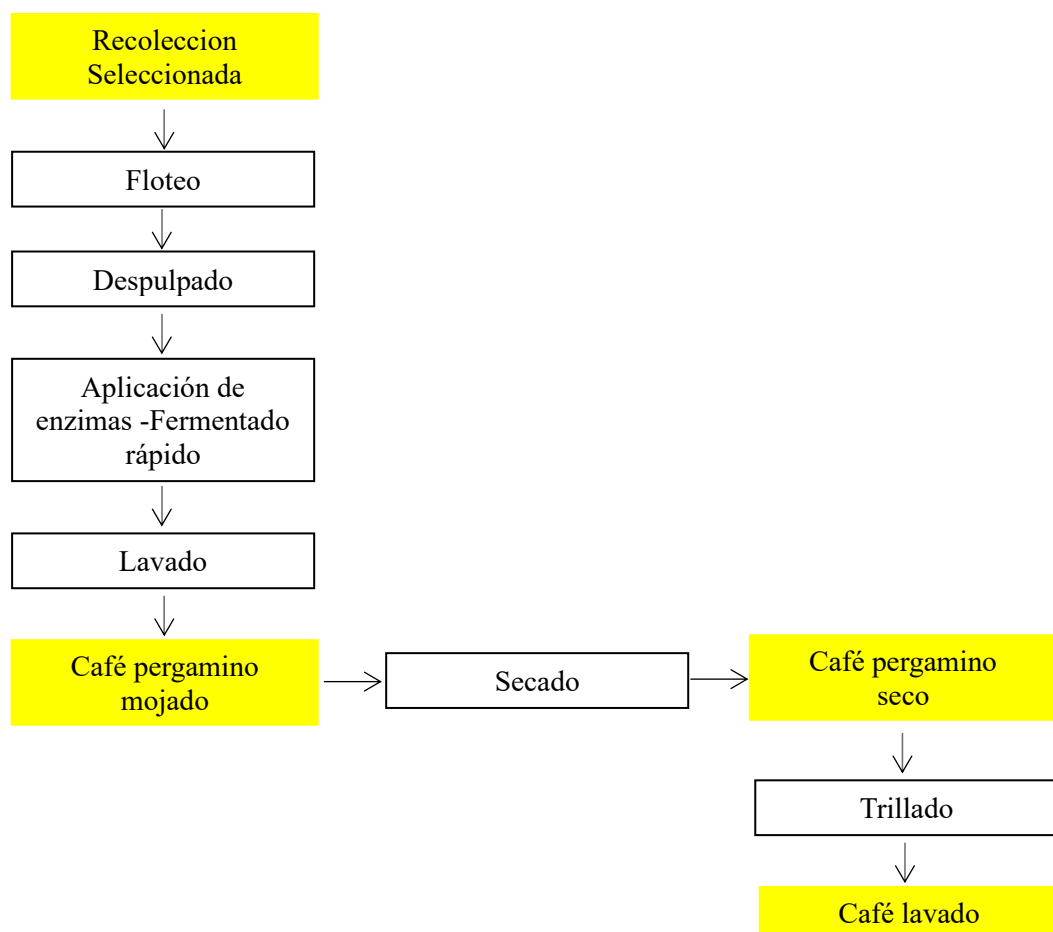 Recoleccion
Seleccionada
Floteo
Despulpado
Aplicación de
enzimas -Fermentado
rápido
Lavado
Café pergamino
mojado
Secado
Café pergamino
seco
Trillado
Café lavado